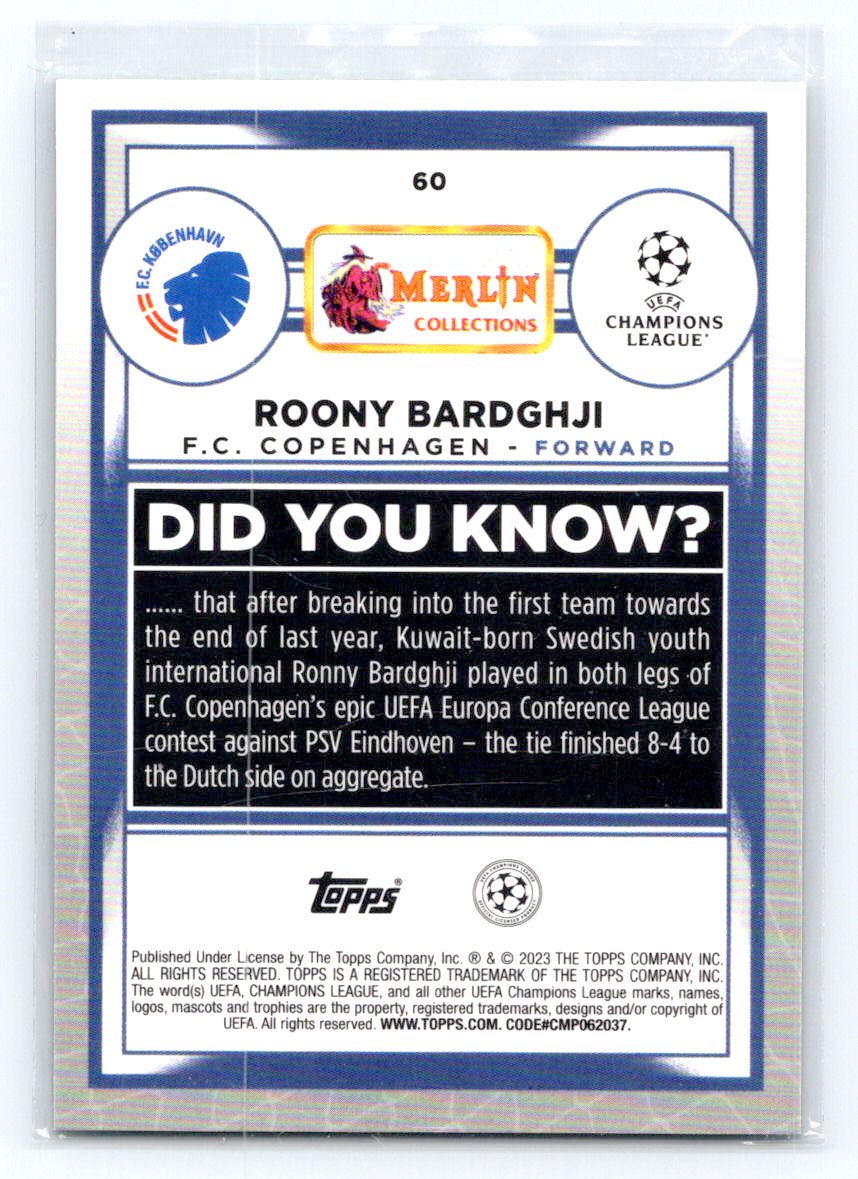 60
F.C. KØBENHAVN
MERLIN
COLLECTIONS
UEFA
CHAMPIONS
LEAGUE
ROONY BARDGHJI
F.C. COPENHAGEN - FORWARD
DID YOU KNOW?
...... that after breaking into the first team towards
the end of last year, Kuwait-born Swedish youth
international Ronny Bardghji played in both legs of
F.C. Copenhagen's epic UEFA Europa Conference League
contest against PSV Eindhoven – the tie finished 8-4 to
the Dutch side on aggregate.
Topps®
UEFA CHAMPIONS LEAGUE
OFFICIAL LICENSED PRODUCT
Published Under License by The Topps Company, Inc. ® & © 2023 THE TOPPS COMPANY, INC.
ALL RIGHTS RESERVED. TOPPS IS A REGISTERED TRADEMARK OF THE TOPPS COMPANY, INC.
The word(s) UEFA, CHAMPIONS LEAGUE, and all other UEFA Champions League marks, names,
logos, mascots and trophies are the property, registered trademarks, designs and/or copyright of
UEFA. All rights reserved. WWW.TOPPS.COM. CODE#CMP062037.